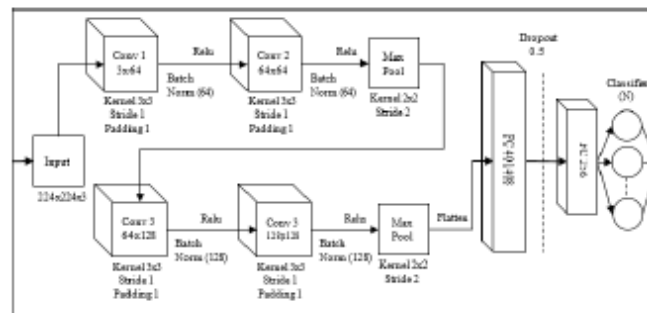 Conv 1
3x64
Relu
Batch
Norm (64)
Kernel 3x3
Stride 1
Padding 1
Conv 2
64x64
Relu
Batch
Norm (64)
Kernel 3x3
Stride 1
Padding 1
Max
Pool
Kernel 2x2
Stride 2
Dropout
0.5
Classifier
(N)
Input
224x224x3
Conv 3
64x128
Relu
Batch
Norm (128)
Kernel 3x3
Stride 1
Padding 1
Conv 3
128x128
Relu
Batch
Norm (128)
Kernel 3x3
Stride 1
Padding 1
Max
Pool
Kernel 2x2
Stride 2
Flatten
FC
FC 256